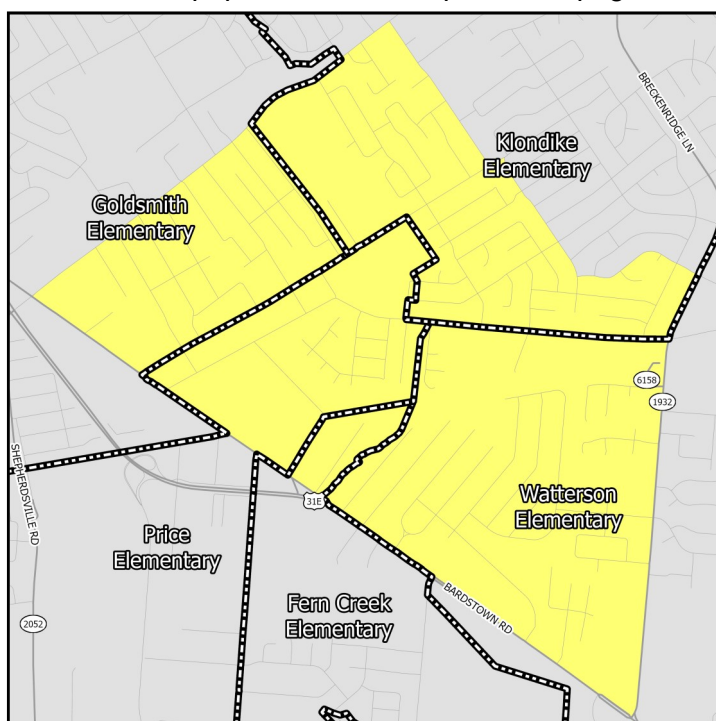 BRECKENRIDGE LN
Klondike
Elementary
Goldsmith
Elementary
6158
1932
SHEPHERDSVILLE RD
Watterson
Elementary
31E
Price
Elementary
BARDSTOWN RD
Fern Creek
Elementary
2052